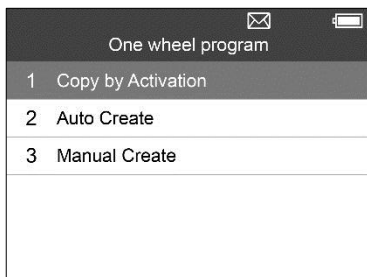 One wheel program
1 Copy by Activation
2 Auto Create
3 Manual Create